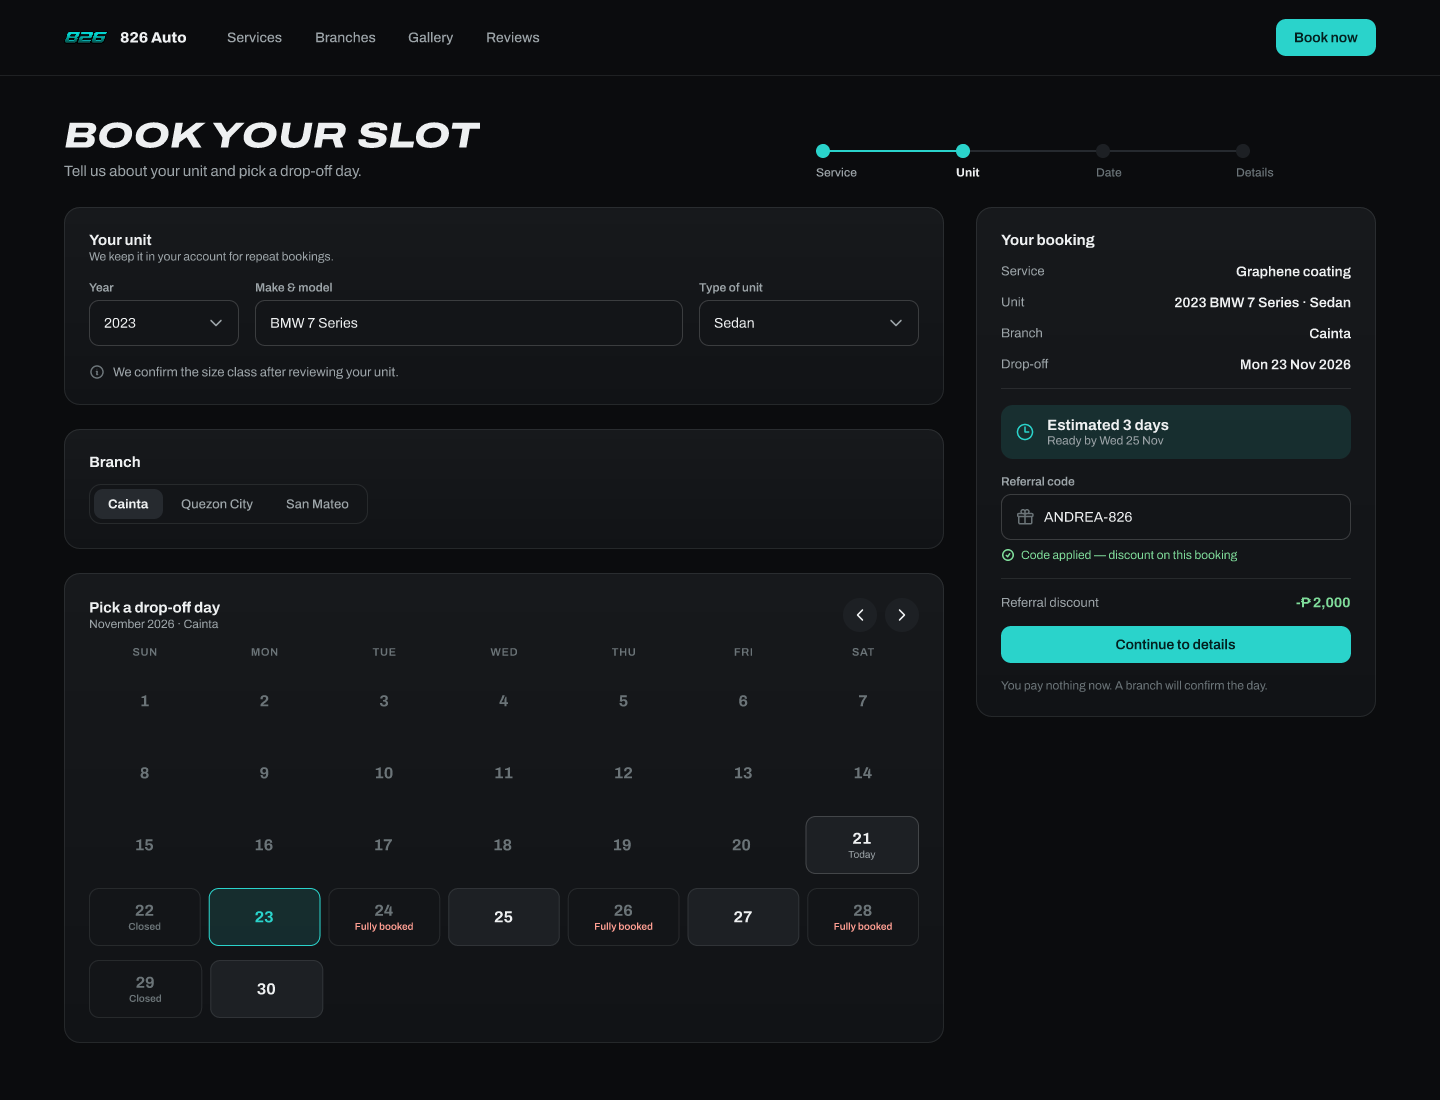 826 826 Auto Services Branches Gallery Reviews Book now
BOOK YOUR SLOT
Tell us about your unit and pick a drop-off day.
Service Unit Date Details
Your unit
We keep it in your account for repeat bookings.
Year Make & model Type of unit
2023 BMW 7 Series Sedan
We confirm the size class after reviewing your unit.
Branch
Cainta Quezon City San Mateo
Pick a drop-off day
November 2026 · Cainta
SUN MON TUE WED THU FRI SAT
1 2 3 4 5 6 7
8 9 10 11 12 13 14
15 16 17 18 19 20 21
Today
22 23 24 25 26 27 28
Closed Fully booked Fully booked Fully booked
29 30
Closed
Your booking
Service Graphene coating
Unit 2023 BMW 7 Series · Sedan
Branch Cainta
Drop-off Mon 23 Nov 2026
Estimated 3 days
Ready by Wed 25 Nov
Referral code
ANDREA-826
Code applied — discount on this booking
Referral discount -₱2,000
Continue to details
You pay nothing now. A branch will confirm the day.